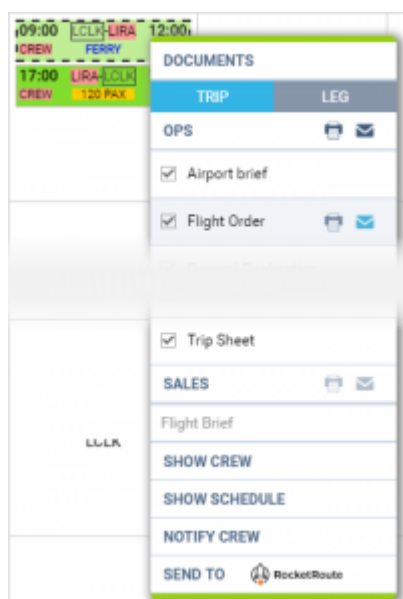 09:00 LCLK-LIRA 12:00
CREW FERRY
17:00 LIRA-LCLK
CREW 120 PAX
DOCUMENTS
TRIP LEG
OPS
Airport brief
Flight Order
Trip Sheet
SALES
Flight Brief
LCLK
SHOW CREW
SHOW SCHEDULE
NOTIFY CREW
SEND TO RocketRoute